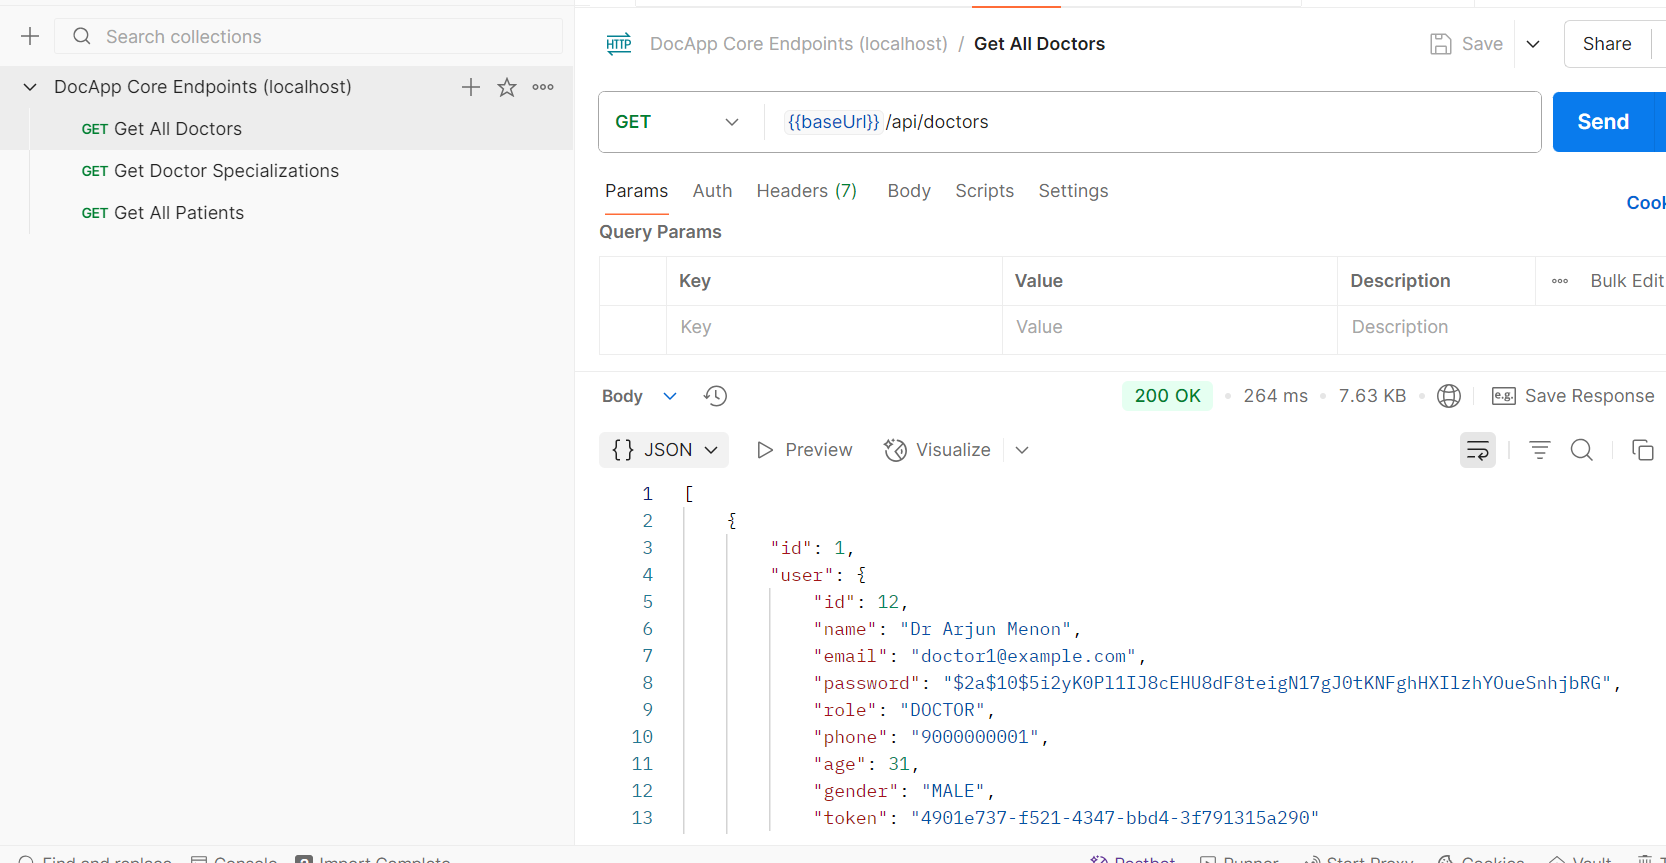 Search collections
DocApp Core Endpoints (localhost)
GET Get All Doctors
GET Get Doctor Specializations
GET Get All Patients
HTTP DocApp Core Endpoints (localhost) / Get All Doctors
Save
Share
GET
{{baseUrl}} /api/doctors
Send
Params Auth Headers (7) Body Scripts Settings
Query Params
Key Value Description Bulk Edit
Key Value Description
Body
200 OK • 264 ms • 7.63 KB • e.g. Save Response
{} JSON Preview Visualize
1 [
2 {
3 "id": 1,
4 "user": {
5 "id": 12,
6 "name": "Dr Arjun Menon",
7 "email": "doctor1@example.com",
8 "password": "$2a$10$5i2yK0Pl1IJ8cEHU8dF8teigN17gJ0tKNFghHXIlzhYOueSnhjbRG",
9 "role": "DOCTOR",
10 "phone": "9000000001",
11 "age": 31,
12 "gender": "MALE",
13 "token": "4901e737-f521-4347-bbd4-3f791315a290"
Find and replace Console Import Complete
Postbot Runner Start Proxy Cookies Vault